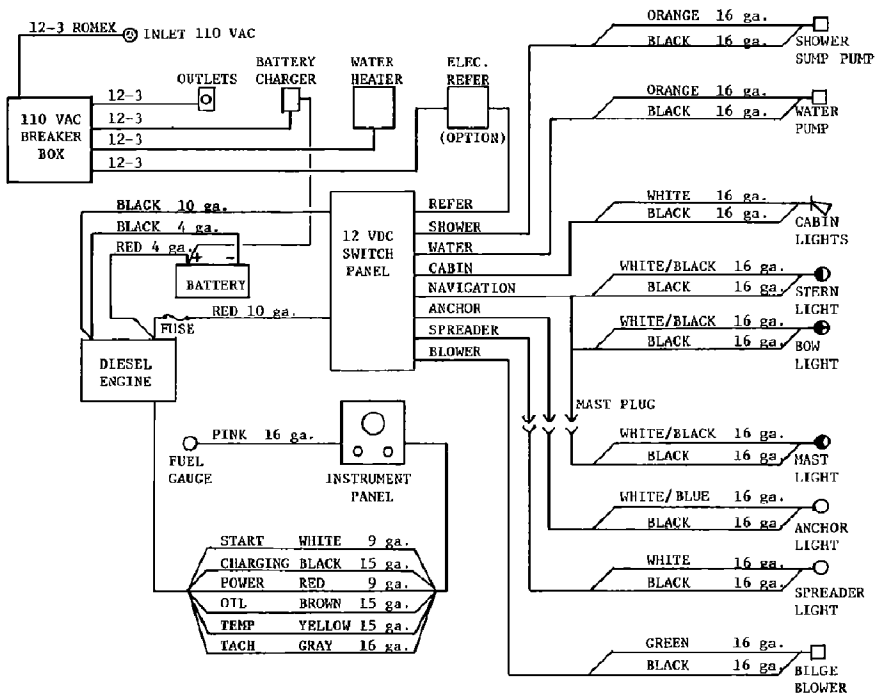 ORANGE 16 ga.
12-3 ROMEX
INLET 110 VAC
BLACK 16 ga.
SHOWER
SUMP PUMP
OUTLETS
BATTERY
CHARGER
WATER
HEATER
ELEC.
REFER
(OPTION)
110 VAC
BREAKER
BOX
12-3
12-3
12-3
12-3
ORANGE 16 ga.
BLACK 16 ga.
WATER
PUMP
BLACK 10 ga.
BLACK 4 ga.
RED 4 ga.
+ -
BATTERY
RED 10 ga.
FUSE
DIESEL
ENGINE
12 VDC
SWITCH
PANEL
REFER
SHOWER
WATER
CABIN
NAVIGATION
ANCHOR
SPREADER
BLOWER
WHITE 16 ga.
BLACK 16 ga.
CABIN
LIGHTS
WHITE/BLACK 16 ga.
BLACK 16 ga.
STERN
LIGHT
WHITE/BLACK 16 ga.
BLACK 16 ga.
BOW
LIGHT
MAST PLUG
PINK 16 ga.
FUEL
GAUGE
INSTRUMENT
PANEL
WHITE/BLACK 16 ga.
BLACK 16 ga.
MAST
LIGHT
WHITE/BLUE 16 ga.
BLACK 16 ga.
ANCHOR
LIGHT
START WHITE 9 ga.
CHARGING BLACK 15 ga.
POWER RED 9 ga.
OIL BROWN 15 ga.
TEMP YELLOW 15 ga.
TACH GRAY 16 ga.
WHITE 16 ga.
BLACK 16 ga.
SPREADER
LIGHT
GREEN 16 ga.
BLACK 16 ga.
BILGE
BLOWER